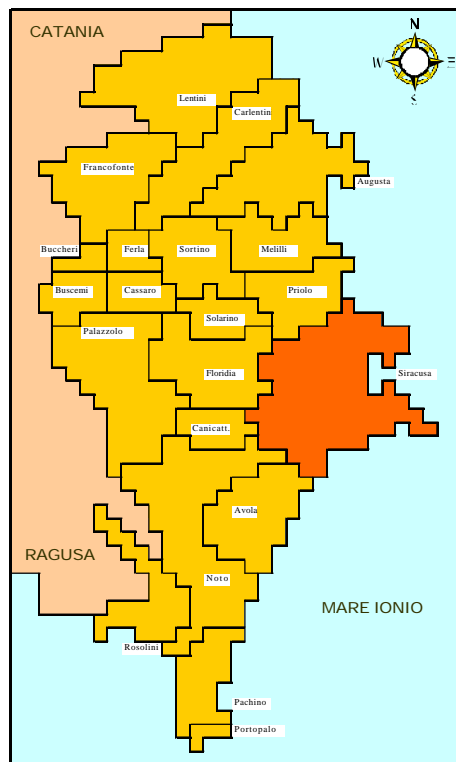 CATANIA
N
W
E
S
Lentini
Carlentin
Francofonte
Augusta
Buccheri
Ferla
Sortino
Melilli
Buscemi
Cassaro
Priolo
Solarino
Palazzolo
Floridia
Siracusa
Canicatt.
Avola
RAGUSA
Noto
MARE IONIO
Rosolini
Pachino
Portopalo